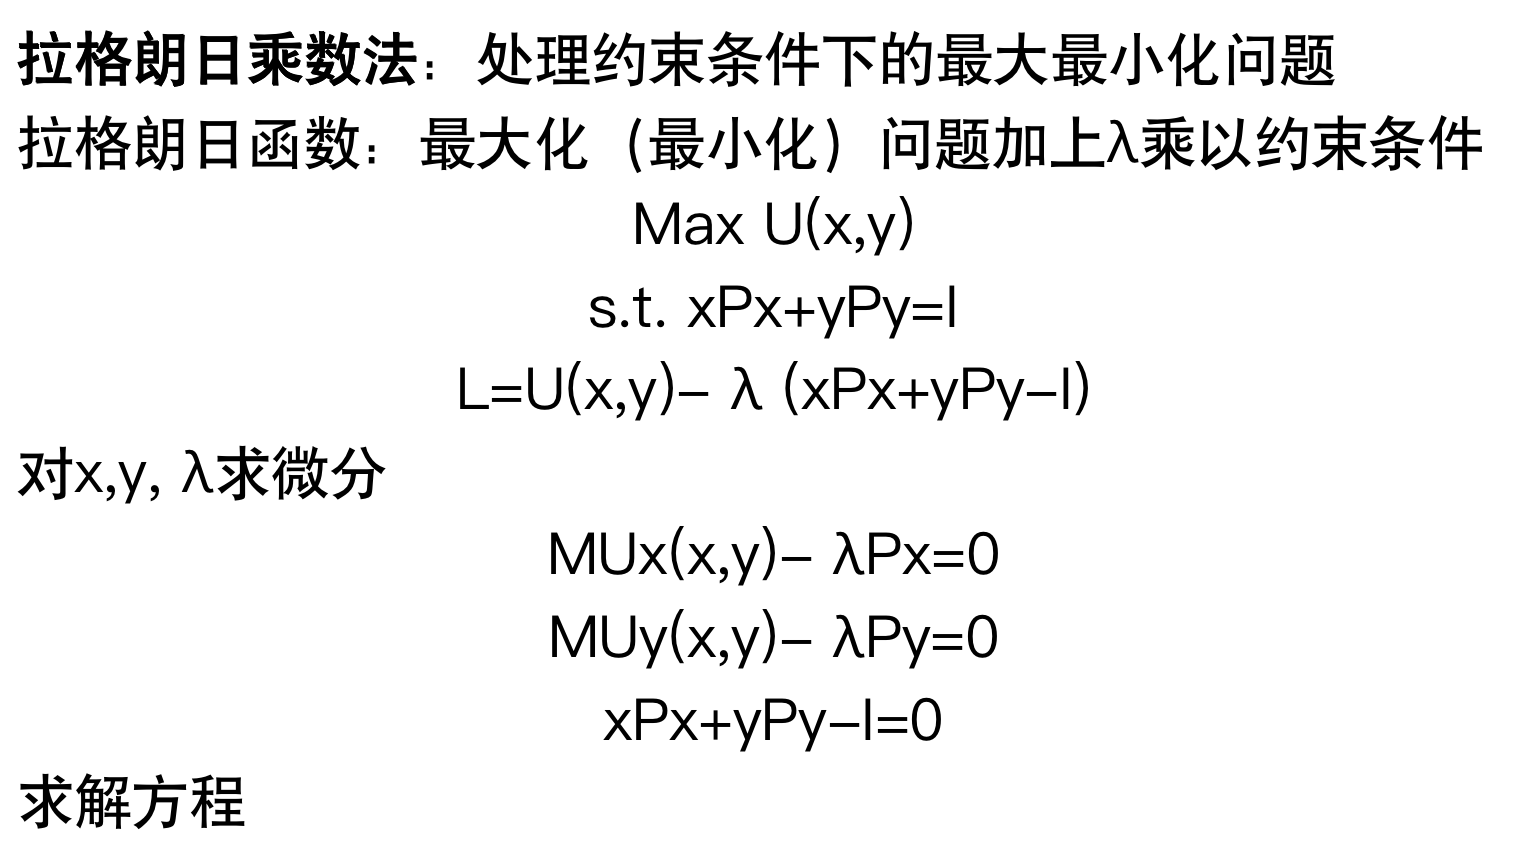 拉格朗日乘数法：处理约束条件下的最大最小化问题
拉格朗日函数：最大化（最小化）问题加上λ乘以约束条件
Max U(x,y)
s.t. xPx+yPy=I
L=U(x,y)– λ (xPx+yPy–I)
对x,y, λ求微分
MUx(x,y)– λPx=0
MUy(x,y)– λPy=0
xPx+yPy–I=0
求解方程